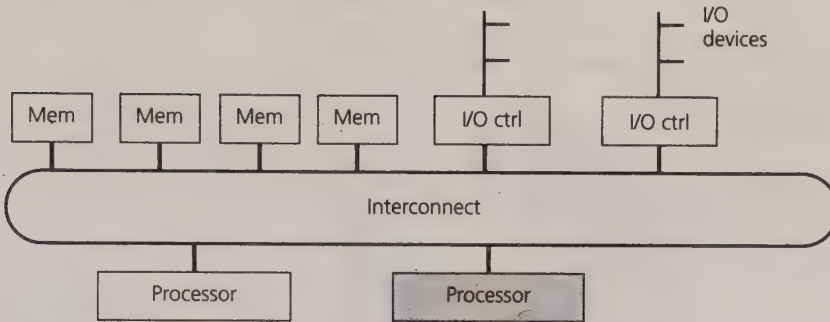 I/O
devices
Mem
Mem
Mem
Mem
I/O ctrl
I/O ctrl
Interconnect
Processor
Processor